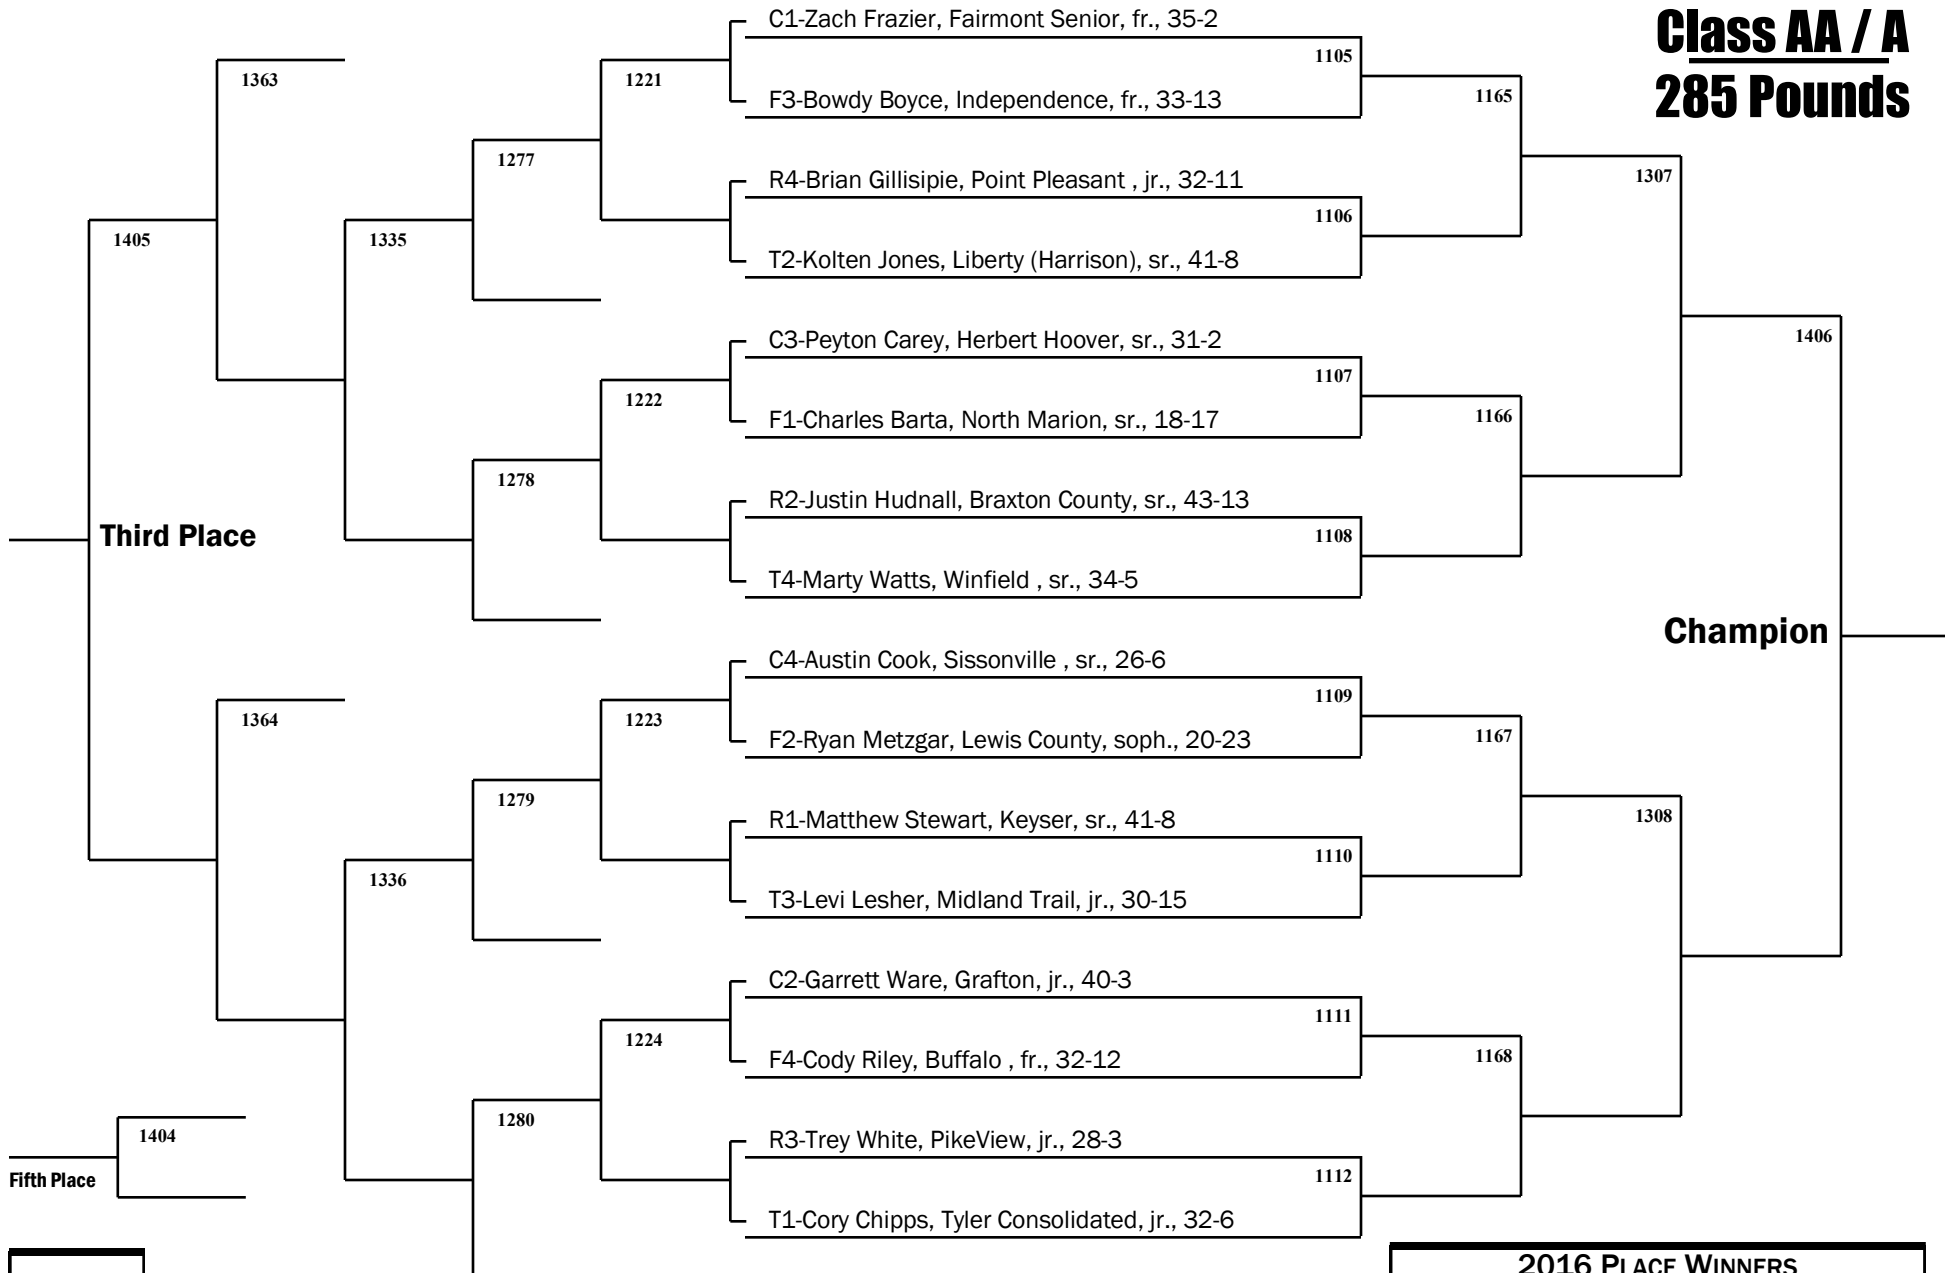 Class AA / A
285 Pounds
C1-Zach Frazier, Fairmont Senior, fr., 35-2
1105
1363
1221
F3-Bowdy Boyce, Independence, fr., 33-13
1165
1277
R4-Brian Gillisipie, Point Pleasant , jr., 32-11
1307
1106
1405
1335
T2-Kolten Jones, Liberty (Harrison), sr., 41-8
C3-Peyton Carey, Herbert Hoover, sr., 31-2
1406
1107
1222
F1-Charles Barta, North Marion, sr., 18-17
1166
1278
R2-Justin Hudnall, Braxton County, sr., 43-13
Third Place
1108
T4-Marty Watts, Winfield , sr., 34-5
Champion
C4-Austin Cook, Sissonville , sr., 26-6
1109
1364
1223
F2-Ryan Metzgar, Lewis County, soph., 20-23
1167
1279
R1-Matthew Stewart, Keyser, sr., 41-8
1308
1110
1336
T3-Levi Lesher, Midland Trail, jr., 30-15
C2-Garrett Ware, Grafton, jr., 40-3
1111
1224
F4-Cody Riley, Buffalo , fr., 32-12
1168
1280
1404
R3-Trey White, PikeView, jr., 28-3
Fifth Place
1112
T1-Cory Chipps, Tyler Consolidated, jr., 32-6
2016 PLACE WINNERS